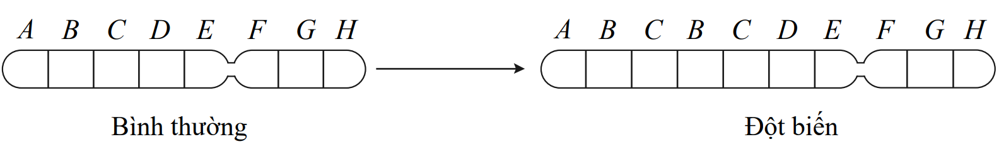 A B C D E F G H A B C B C D E F G H
Bình thường Đột biến